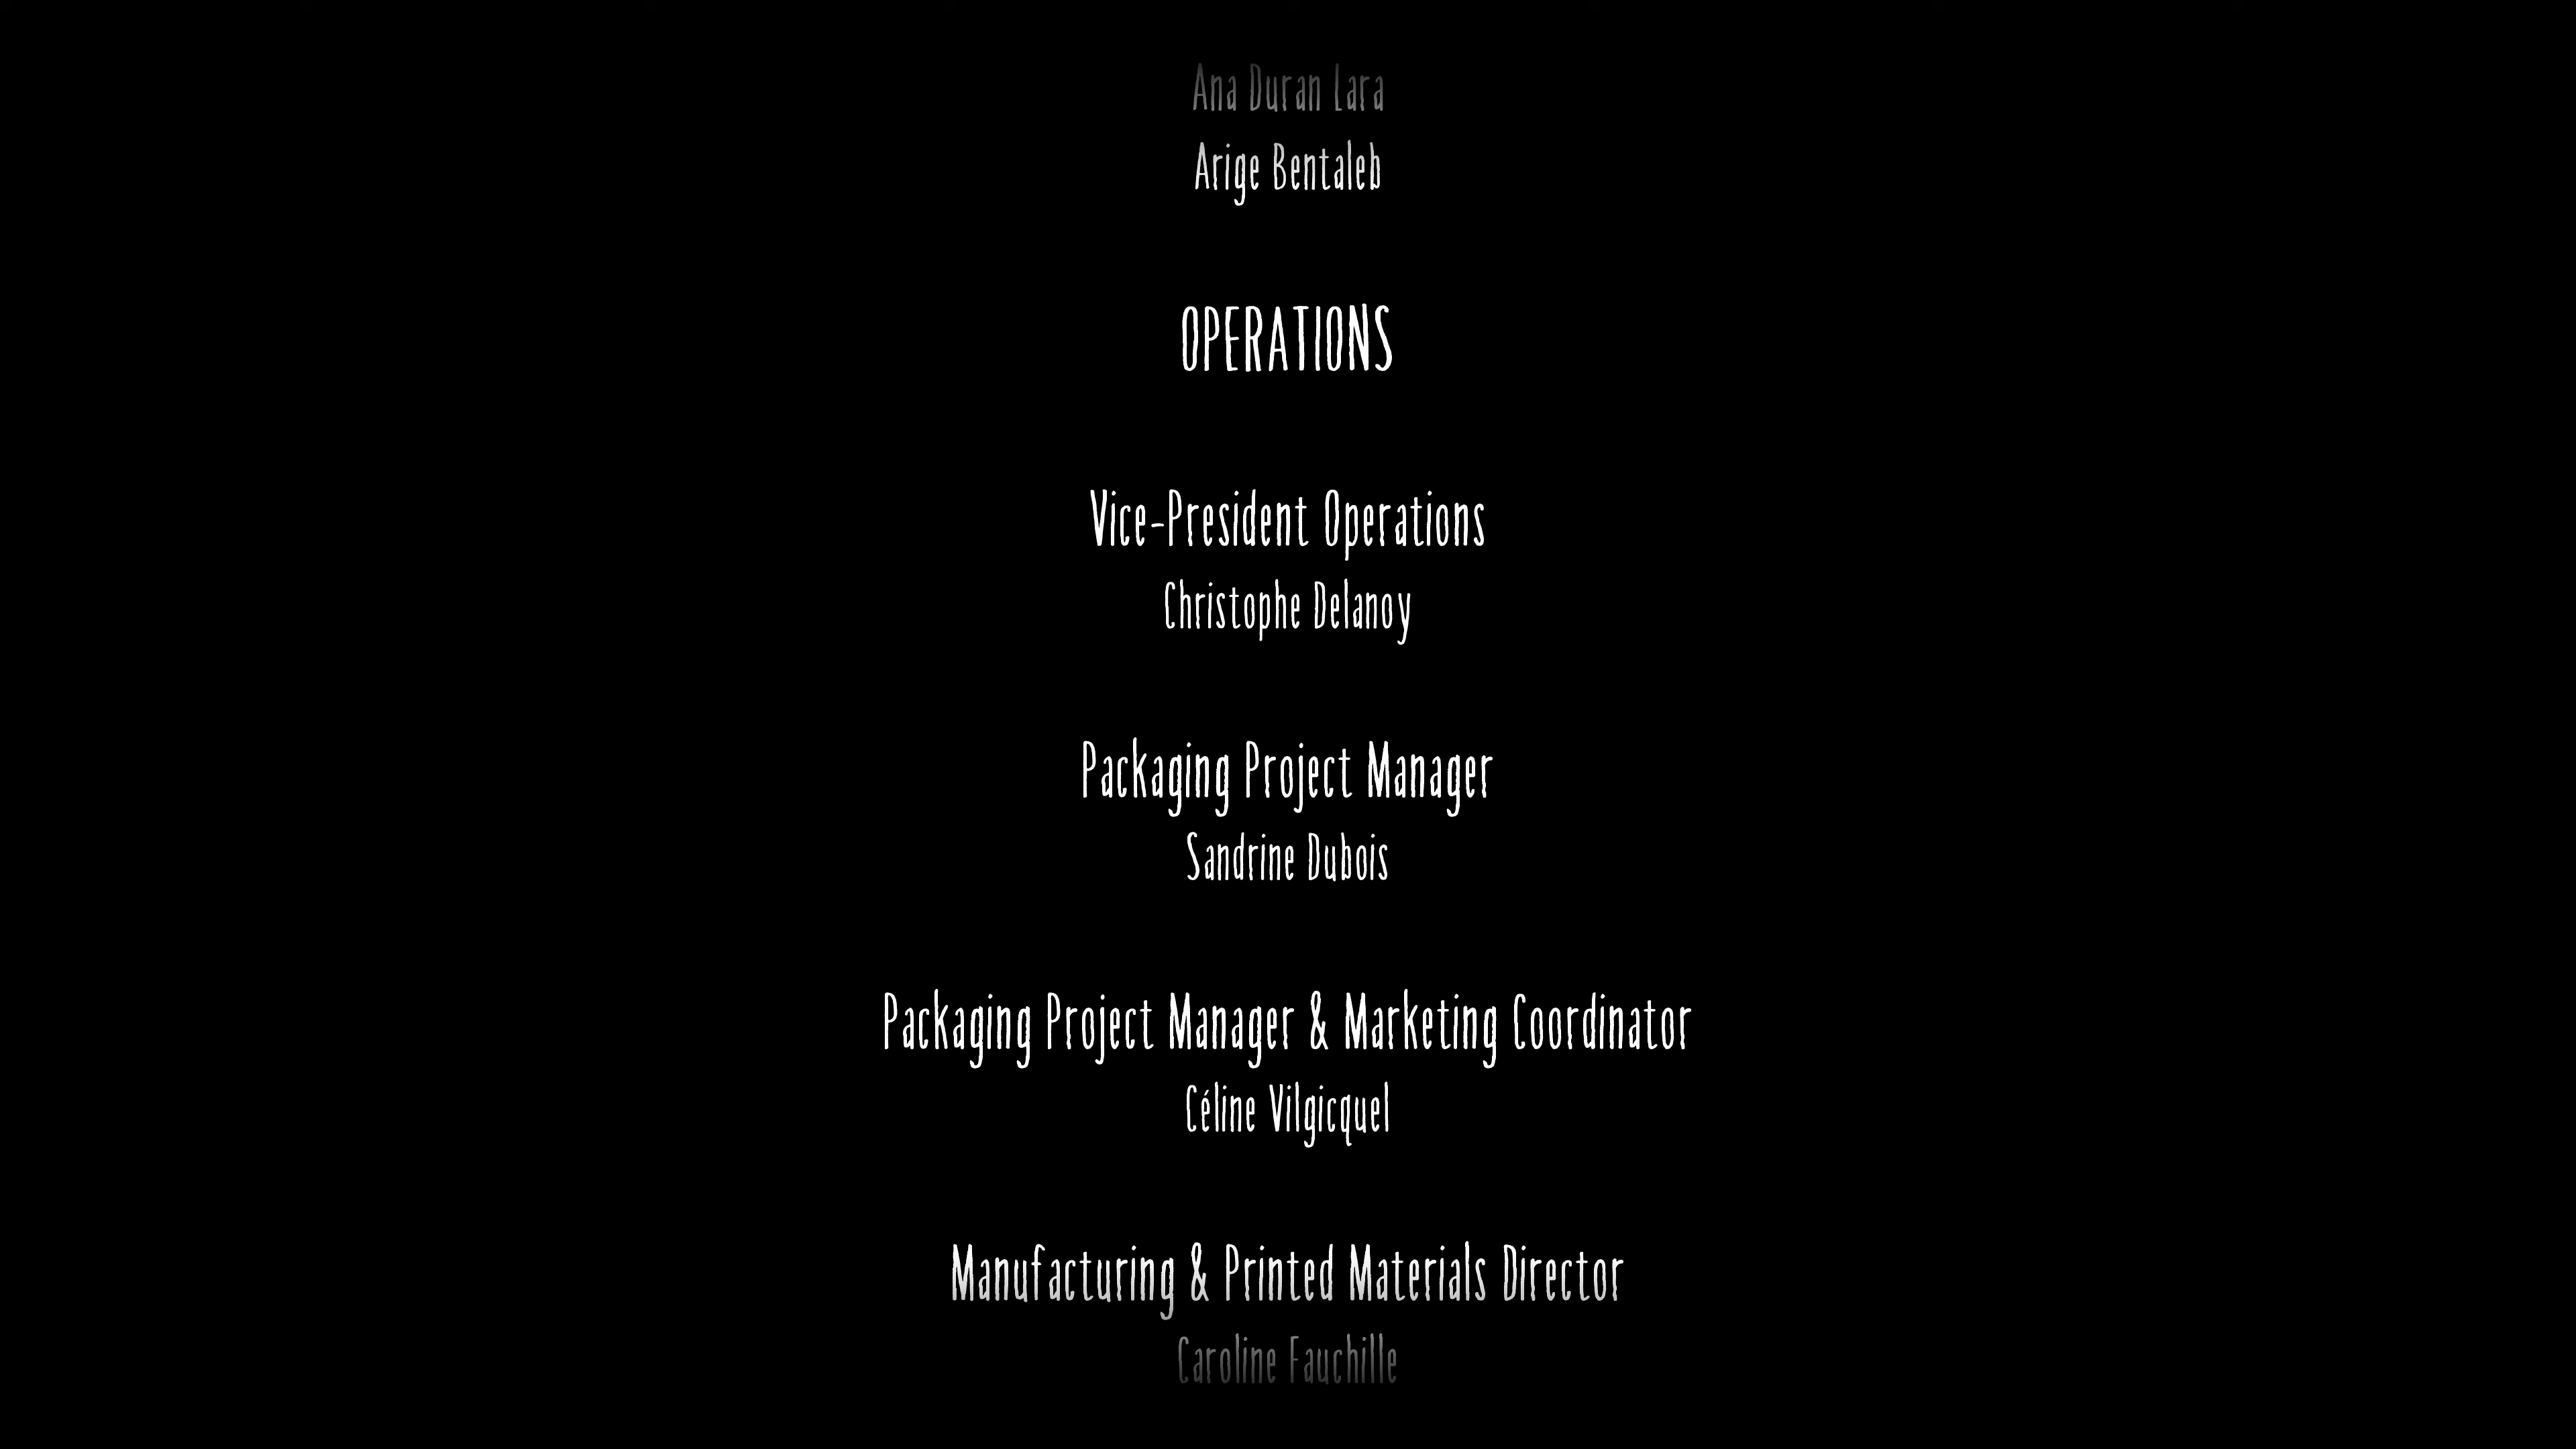 Ana Duran Lara
Arige Bentaleb
OPERATIONS
Vice-President Operations
Christophe Delanoy
Packaging Project Manager
Sandrine Dubois
Packaging Project Manager & Marketing Coordinator
Céline Vilgicquel
Manufacturing & Printed Materials Director
Caroline Fauchille